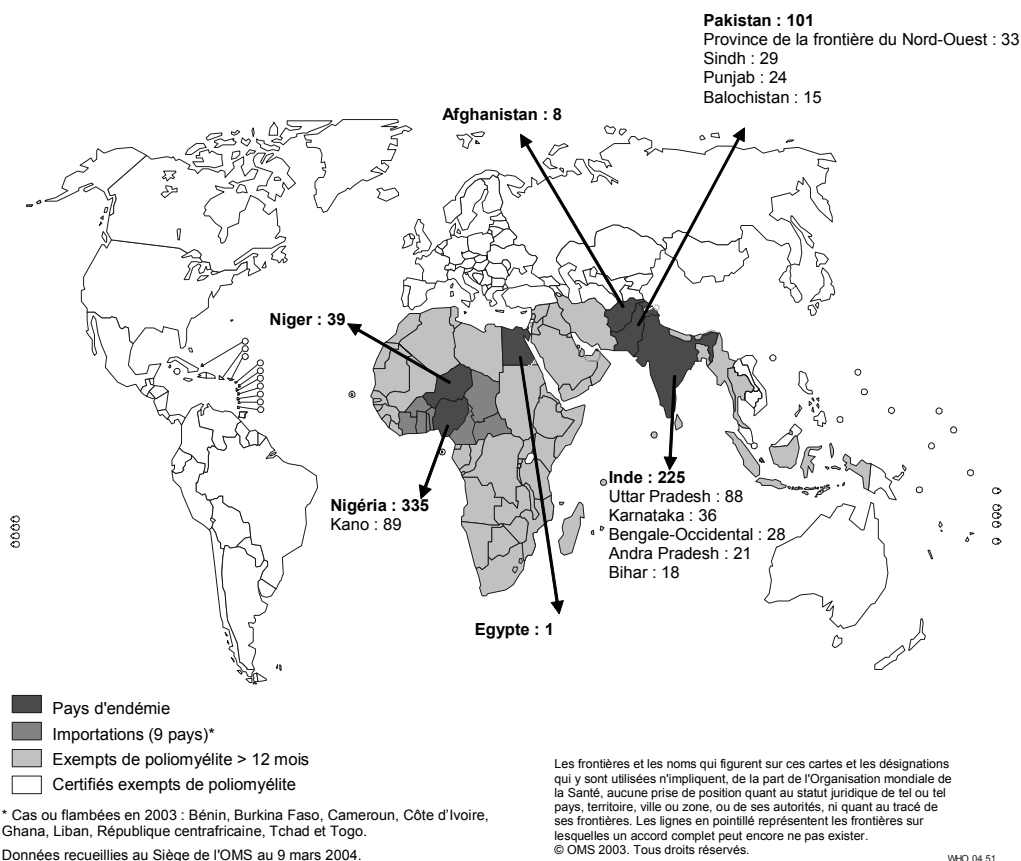 Pakistan : 101
Province de la frontière du Nord-Ouest : 33
Sindh : 29
Punjab : 24
Balochistan : 15
Afghanistan : 8
Niger : 39
Nigéria : 335
Kano : 89
Inde : 225
Uttar Pradesh : 88
Karnataka : 36
Bengale-Occidental : 28
Andra Pradesh : 21
Bihar : 18
Egypte : 1
Pays d'endémie
Importations (9 pays)*
Exempts de poliomyélite > 12 mois
Certifiés exempts de poliomyélite
* Cas ou flambées en 2003 : Bénin, Burkina Faso, Cameroun, Côte d'Ivoire,
Ghana, Liban, République centrafricaine, Tchad et Togo.
Données recueillies au Siège de l'OMS au 9 mars 2004.
Les frontières et les noms qui figurent sur ces cartes et les désignations
qui y sont utilisées n'impliquent, de la part de l'Organisation mondiale de
la Santé, aucune prise de position quant au statut juridique de tel ou tel
pays, territoire, ville ou zone, ou de ses autorités, ni quant au tracé de
ses frontières. Les lignes en pointillé représentent les frontières sur
lesquelles un accord complet peut encore ne pas exister.
© OMS 2003. Tous droits réservés.
WHO 04.51